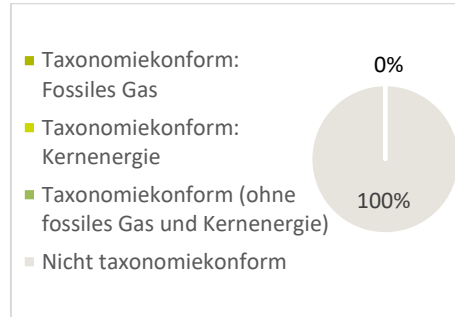 Taxonomiekonform:
Fossiles Gas
Taxonomiekonform:
Kernenergie
Taxonomiekonform (ohne
fossiles Gas und Kernenergie)
Nicht taxonomiekonform
0%
100%